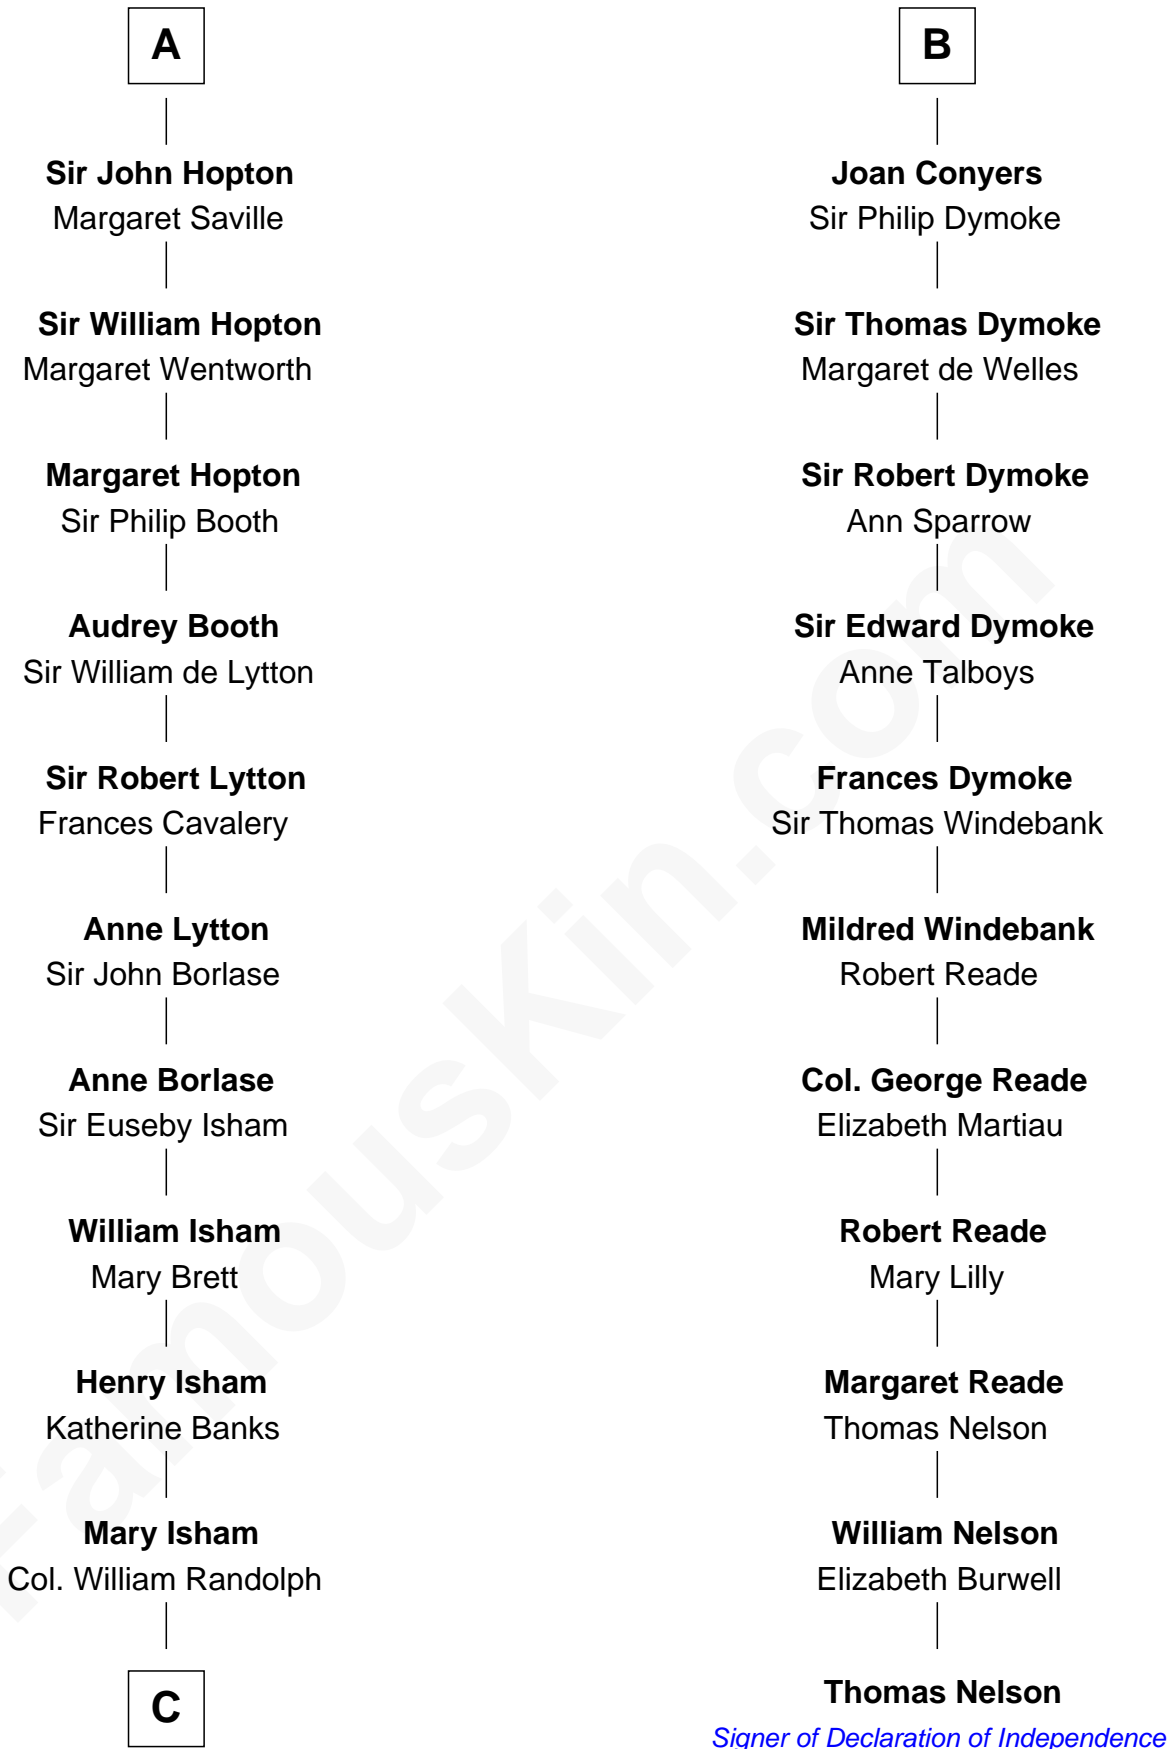 A
Sir John Hopton
Margaret Saville
Sir William Hopton
Margaret Wentworth
Margaret Hopton
Sir Philip Booth
Audrey Booth
Sir William de Lytton
Sir Robert Lytton
Frances Cavalery
Anne Lytton
Sir John Borlase
Anne Borlase
Sir Euseby Isham
William Isham
Mary Brett
Henry Isham
Katherine Banks
Mary Isham
Col. William Randolph
C
B
Joan Conyers
Sir Philip Dymoke
Sir Thomas Dymoke
Margaret de Welles
Sir Robert Dymoke
Ann Sparrow
Sir Edward Dymoke
Anne Talboys
Frances Dymoke
Sir Thomas Windebank
Mildred Windebank
Robert Reade
Col. George Reade
Elizabeth Martiau
Robert Reade
Mary Lilly
Margaret Reade
Thomas Nelson
William Nelson
Elizabeth Burwell
Thomas Nelson
Signer of Declaration of Independence
FamousKin.com